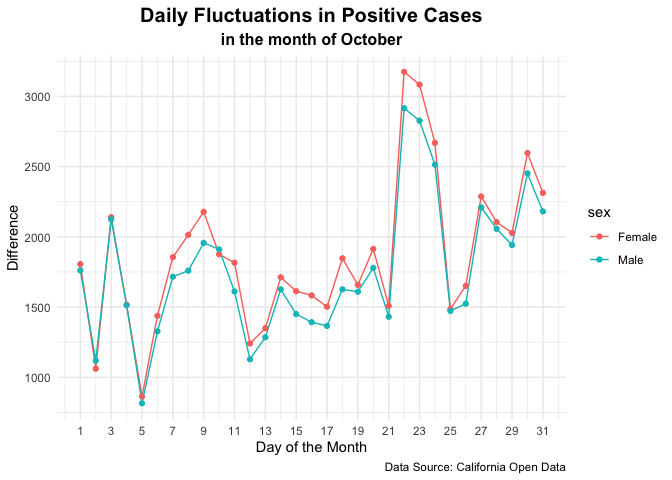 Daily Fluctuations in Positive Cases
in the month of October
Difference
3000
2500
2000
1500
1000
1 3 5 7 9 11 13 15 17 19 21 23 25 27 29 31
Day of the Month
sex
Female
Male
Data Source: California Open Data